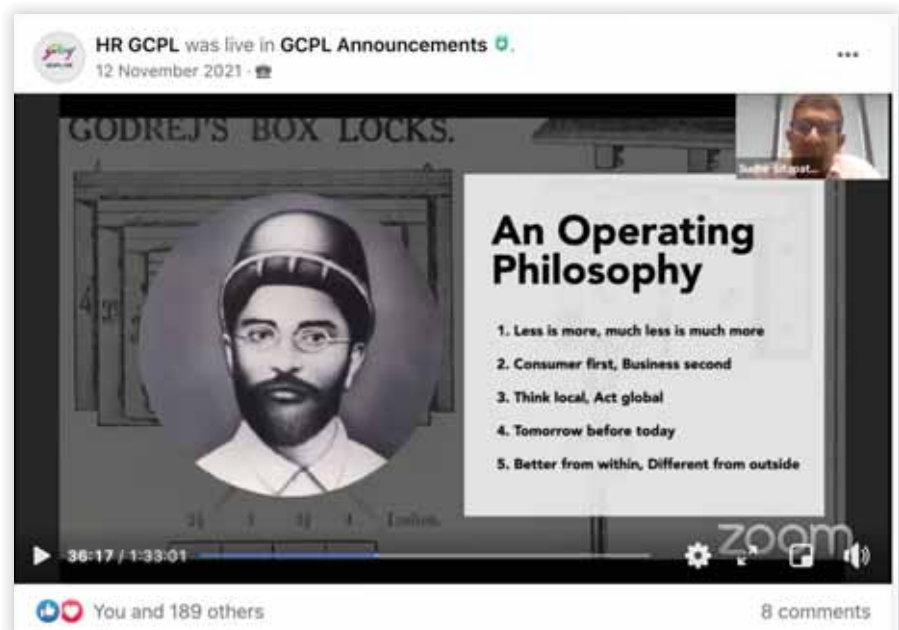 HR GCPL was live in GCPL Announcements
12 November 2021
GODREJ'S BOX LOCKS.
Sudhir Sitapat...
An Operating
Philosophy
1. Less is more, much less is much more
2. Consumer first, Business second
3. Think local, Act global
4. Tomorrow before today
5. Better from within, Different from outside
zoom
36:17 / 1:33:01
You and 189 others
8 comments